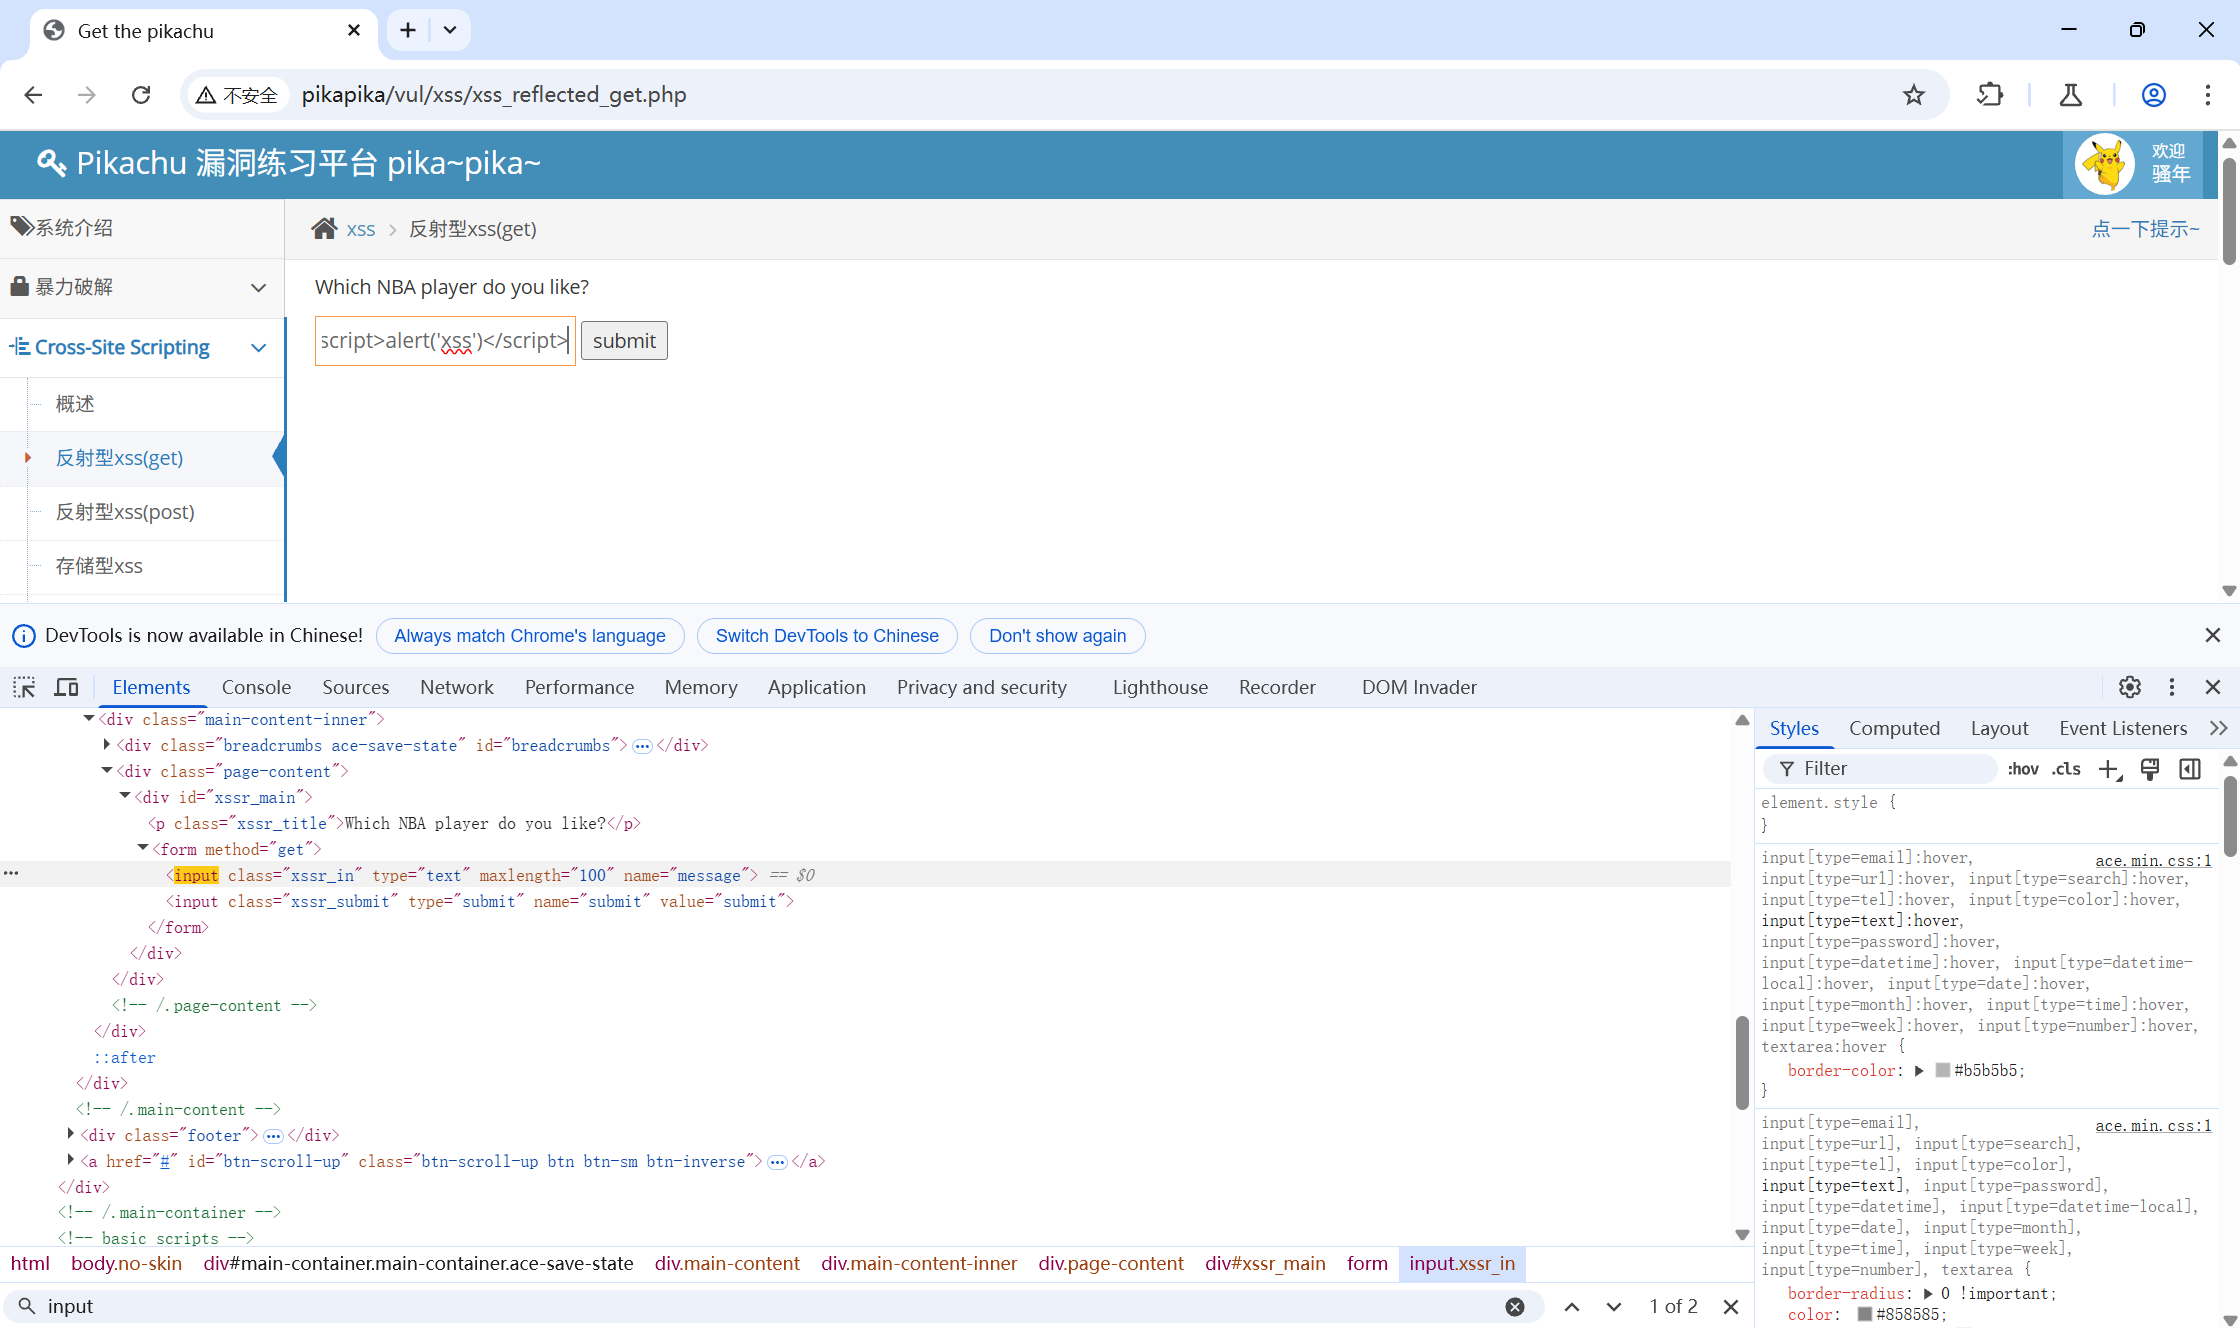 Get the pikachu
不安全
pikapika/vul/xss/xss_reflected_get.php
Pikachu 漏洞练习平台 pika~pika~
欢迎
骚年
系统介绍
xss
反射型xss(get)
点一下提示~
暴力破解
Which NBA player do you like?
script>alert('xss')</script>
submit
Cross-Site Scripting
概述
反射型xss(get)
反射型xss(post)
存储型xss
DevTools is now available in Chinese!
Always match Chrome's language
Switch DevTools to Chinese
Don't show again
Elements
Console
Sources
Network
Performance
Memory
Application
Privacy and security
Lighthouse
Recorder
DOM Invader
<div class="main-content-inner">
<div class="breadcrumbs ace-save-state" id="breadcrumbs">…</div>
<div class="page-content">
<div id="xssr_main">
<p class="xssr_title">Which NBA player do you like?</p>
<form method="get">
<input class="xssr_in" type="text" maxlength="100" name="message"> == $0
<input class="xssr_submit" type="submit" name="submit" value="submit">
</form>
</div>
</div>
<!-- /.page-content -->
</div>
::after
</div>
<!-- /.main-content -->
<div class="footer">…</div>
<a href="#" id="btn-scroll-up" class="btn-scroll-up btn btn-sm btn-inverse">…</a>
</div>
<!-- /.main-container -->
<!-- basic scripts -->
html
body.no-skin
div#main-container.main-container.ace-save-state
div.main-content
div.main-content-inner
div.page-content
div#xssr_main
form
input.xssr_in
input
1 of 2
Styles
Computed
Layout
Event Listeners
Filter
:hov
.cls
element.style {
}
input[type=email]:hover,
ace.min.css:1
input[type=url]:hover, input[type=search]:hover,
input[type=tel]:hover, input[type=color]:hover,
input[type=text]:hover,
input[type=password]:hover,
input[type=datetime]:hover, input[type=datetime-
local]:hover, input[type=date]:hover,
input[type=month]:hover, input[type=time]:hover,
input[type=week]:hover, input[type=number]:hover,
textarea:hover {
border-color: #b5b5b5;
}
input[type=email],
ace.min.css:1
input[type=url], input[type=search],
input[type=tel], input[type=color],
input[type=text], input[type=password],
input[type=datetime], input[type=datetime-local],
input[type=date], input[type=month],
input[type=time], input[type=week],
input[type=number], textarea {
border-radius: 0 !important;
color: #858585;